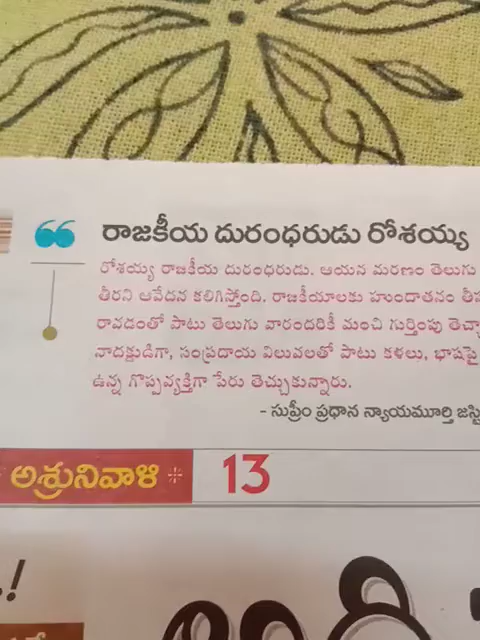 రాజకీయ దురంధరుడు రోశయ్య
రోశయ్య రాజకీయ దురంధరుడు. ఆయన మరణం తెలుగు
తీరని ఆవేదన కలిగిస్తోంది. రాజకీయాలకు హుందాతనం
రావడంతో పాటు తెలుగు వారందరికీ మంచి గుర్తింపు
నాదక్షుడిగా, సంప్రదాయ విలువలతో పాటు కళలు, భాషపై
ఉన్న గొప్పవ్యక్తిగా పేరు తెచ్చుకున్నారు.
- సుప్రీం ప్రధాన న్యాయమూర్తి
అశ్రునివాళి 13